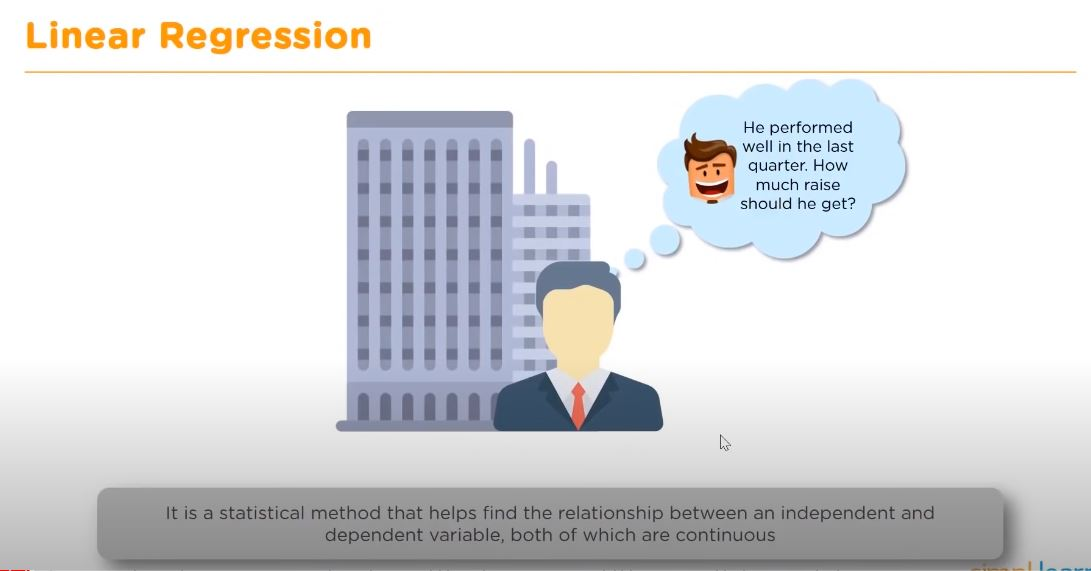 Linear Regression
He performed
well in the last
quarter. How
much raise
should he get?
It is a statistical method that helps find the relationship between an independent and
dependent variable, both of which are continuous